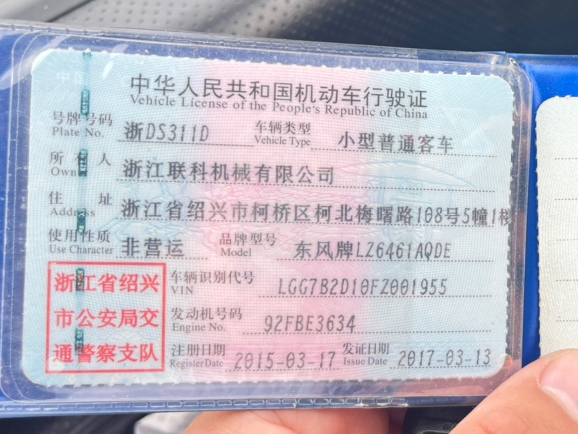 中华人民共和国机动车行驶证
Vehicle License of the People's Republic of China
号牌号码 浙DS311D 车辆类型 小型普通客车
Plate No. Vehicle Type
所有人 浙江联科机械有限公司
Owner
住址 浙江省绍兴市柯桥区柯北梅曙路108号5幢1楼
Address
使用性质 非营运 品牌型号 东风牌LZ6461AQDE
Use Character Model
浙江省绍兴 车辆识别代号 LGG7B2D10FZ001955
VIN
市公安局交 发动机号码 92FBE3634
Engine No.
通警察支队 注册日期 2015-03-17 发证日期 2017-03-13
Register Date Issue Date